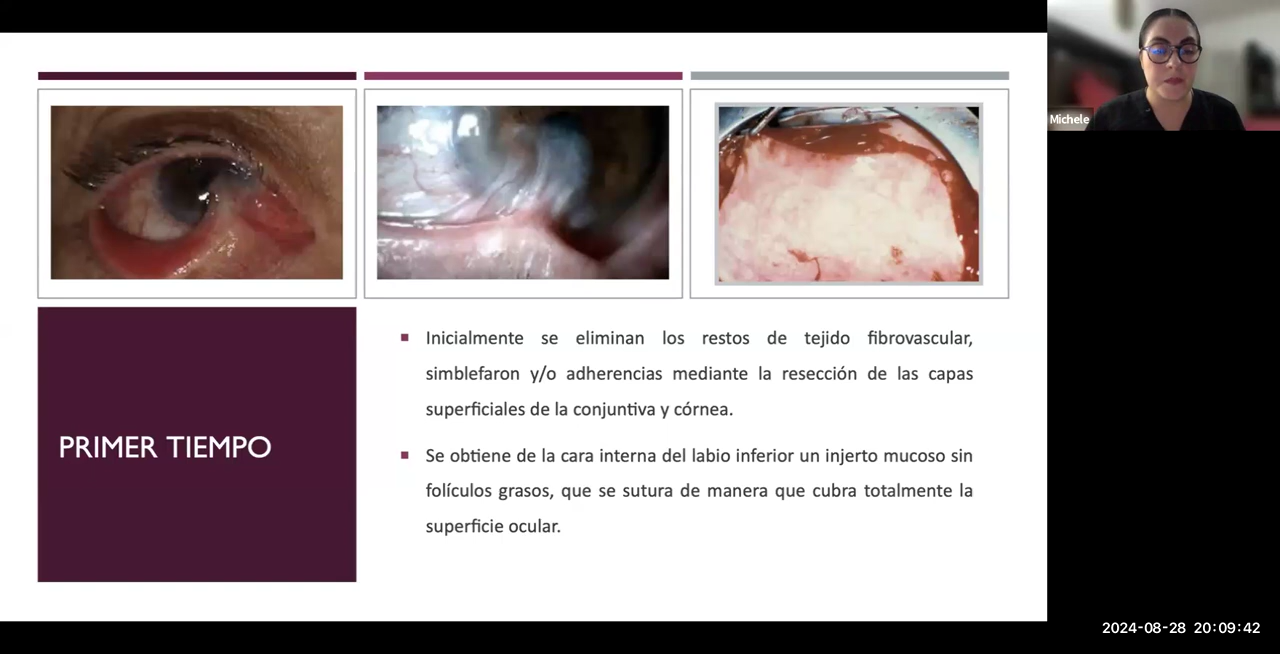 Michele
PRIMER TIEMPO
Inicialmente se eliminan los restos de tejido fibrovascular,
simblefaron y/o adherencias mediante la resección de las capas
superficiales de la conjuntiva y córnea.
Se obtiene de la cara interna del labio inferior un injerto mucoso sin
folículos grasos, que se sutura de manera que cubra totalmente la
superficie ocular.
2024-08-28 20:09:42